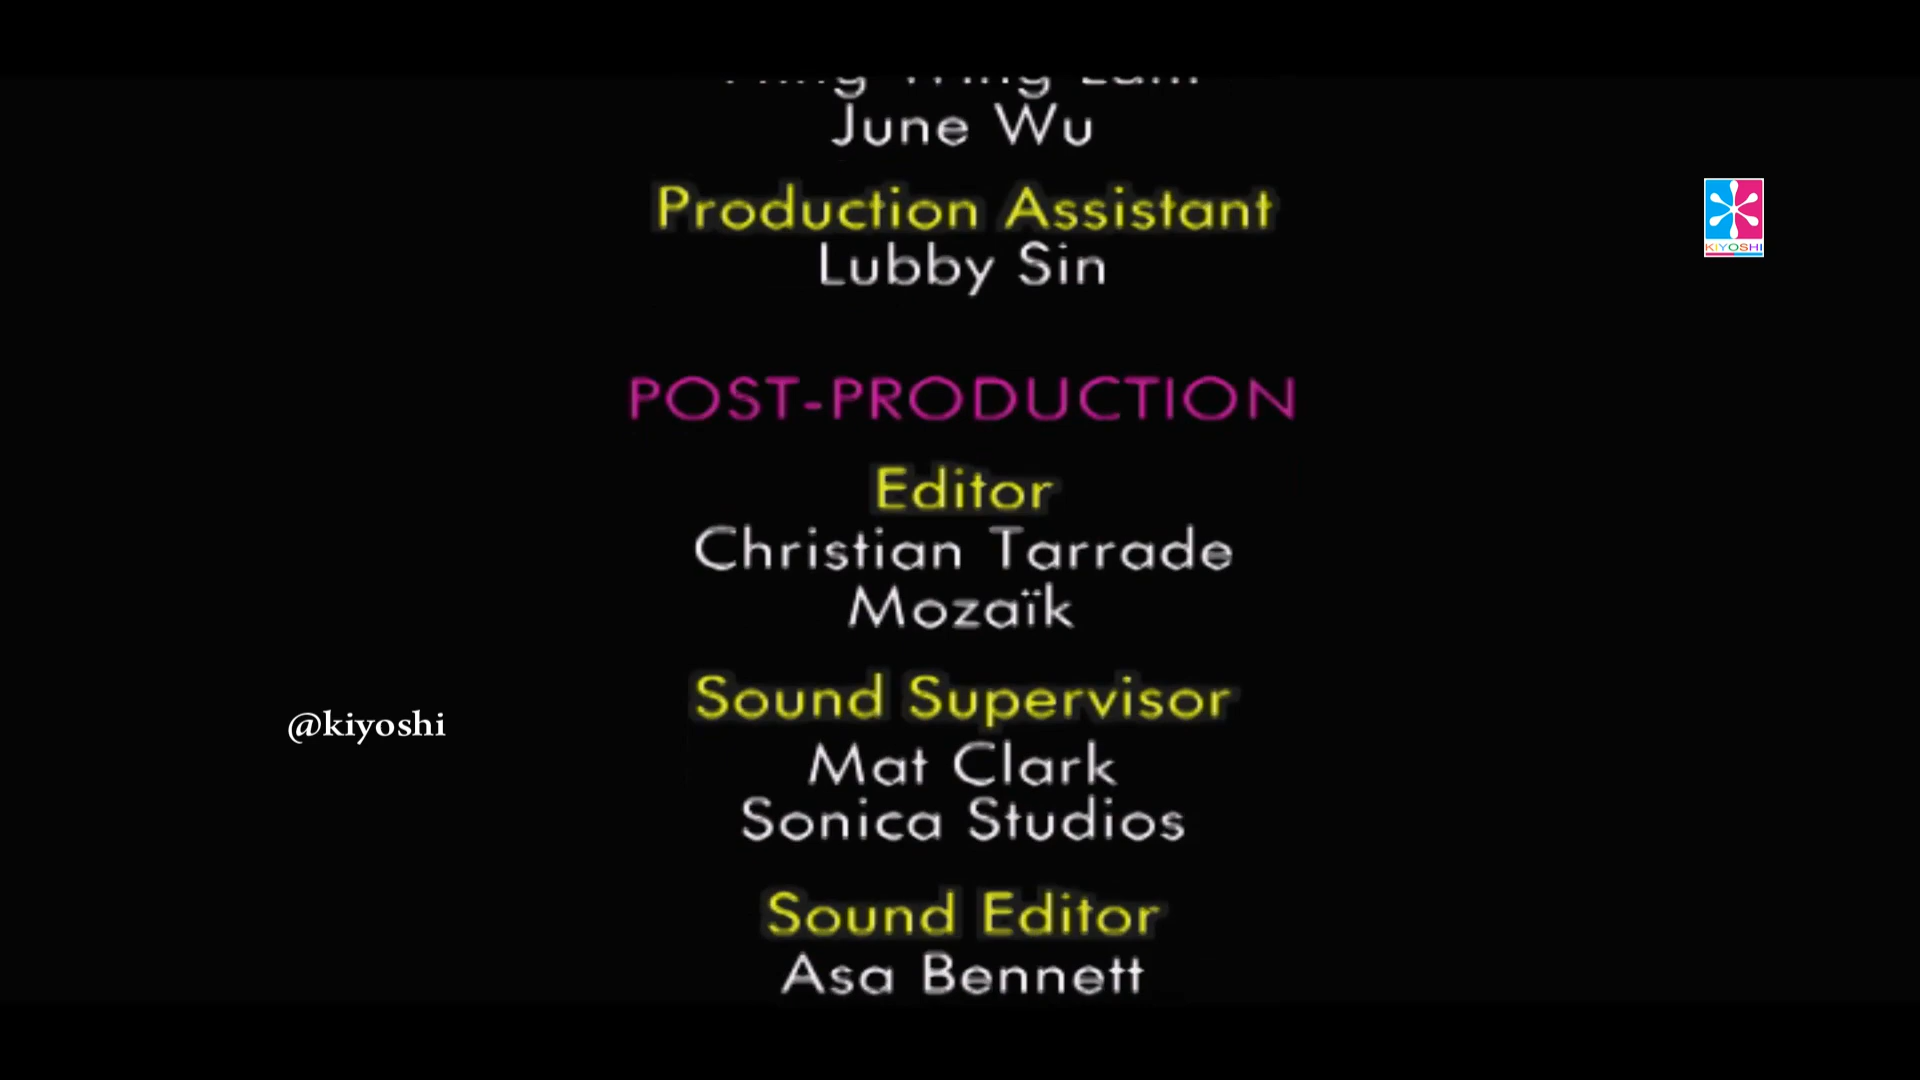 June Wu
Production Assistant
Lubby Sin
KIYOSHI
POST-PRODUCTION
Editor
Christian Tarrade
Mozaïk
Sound Supervisor
@kiyoshi
Mat Clark
Sonica Studios
Sound Editor
Asa Bennett